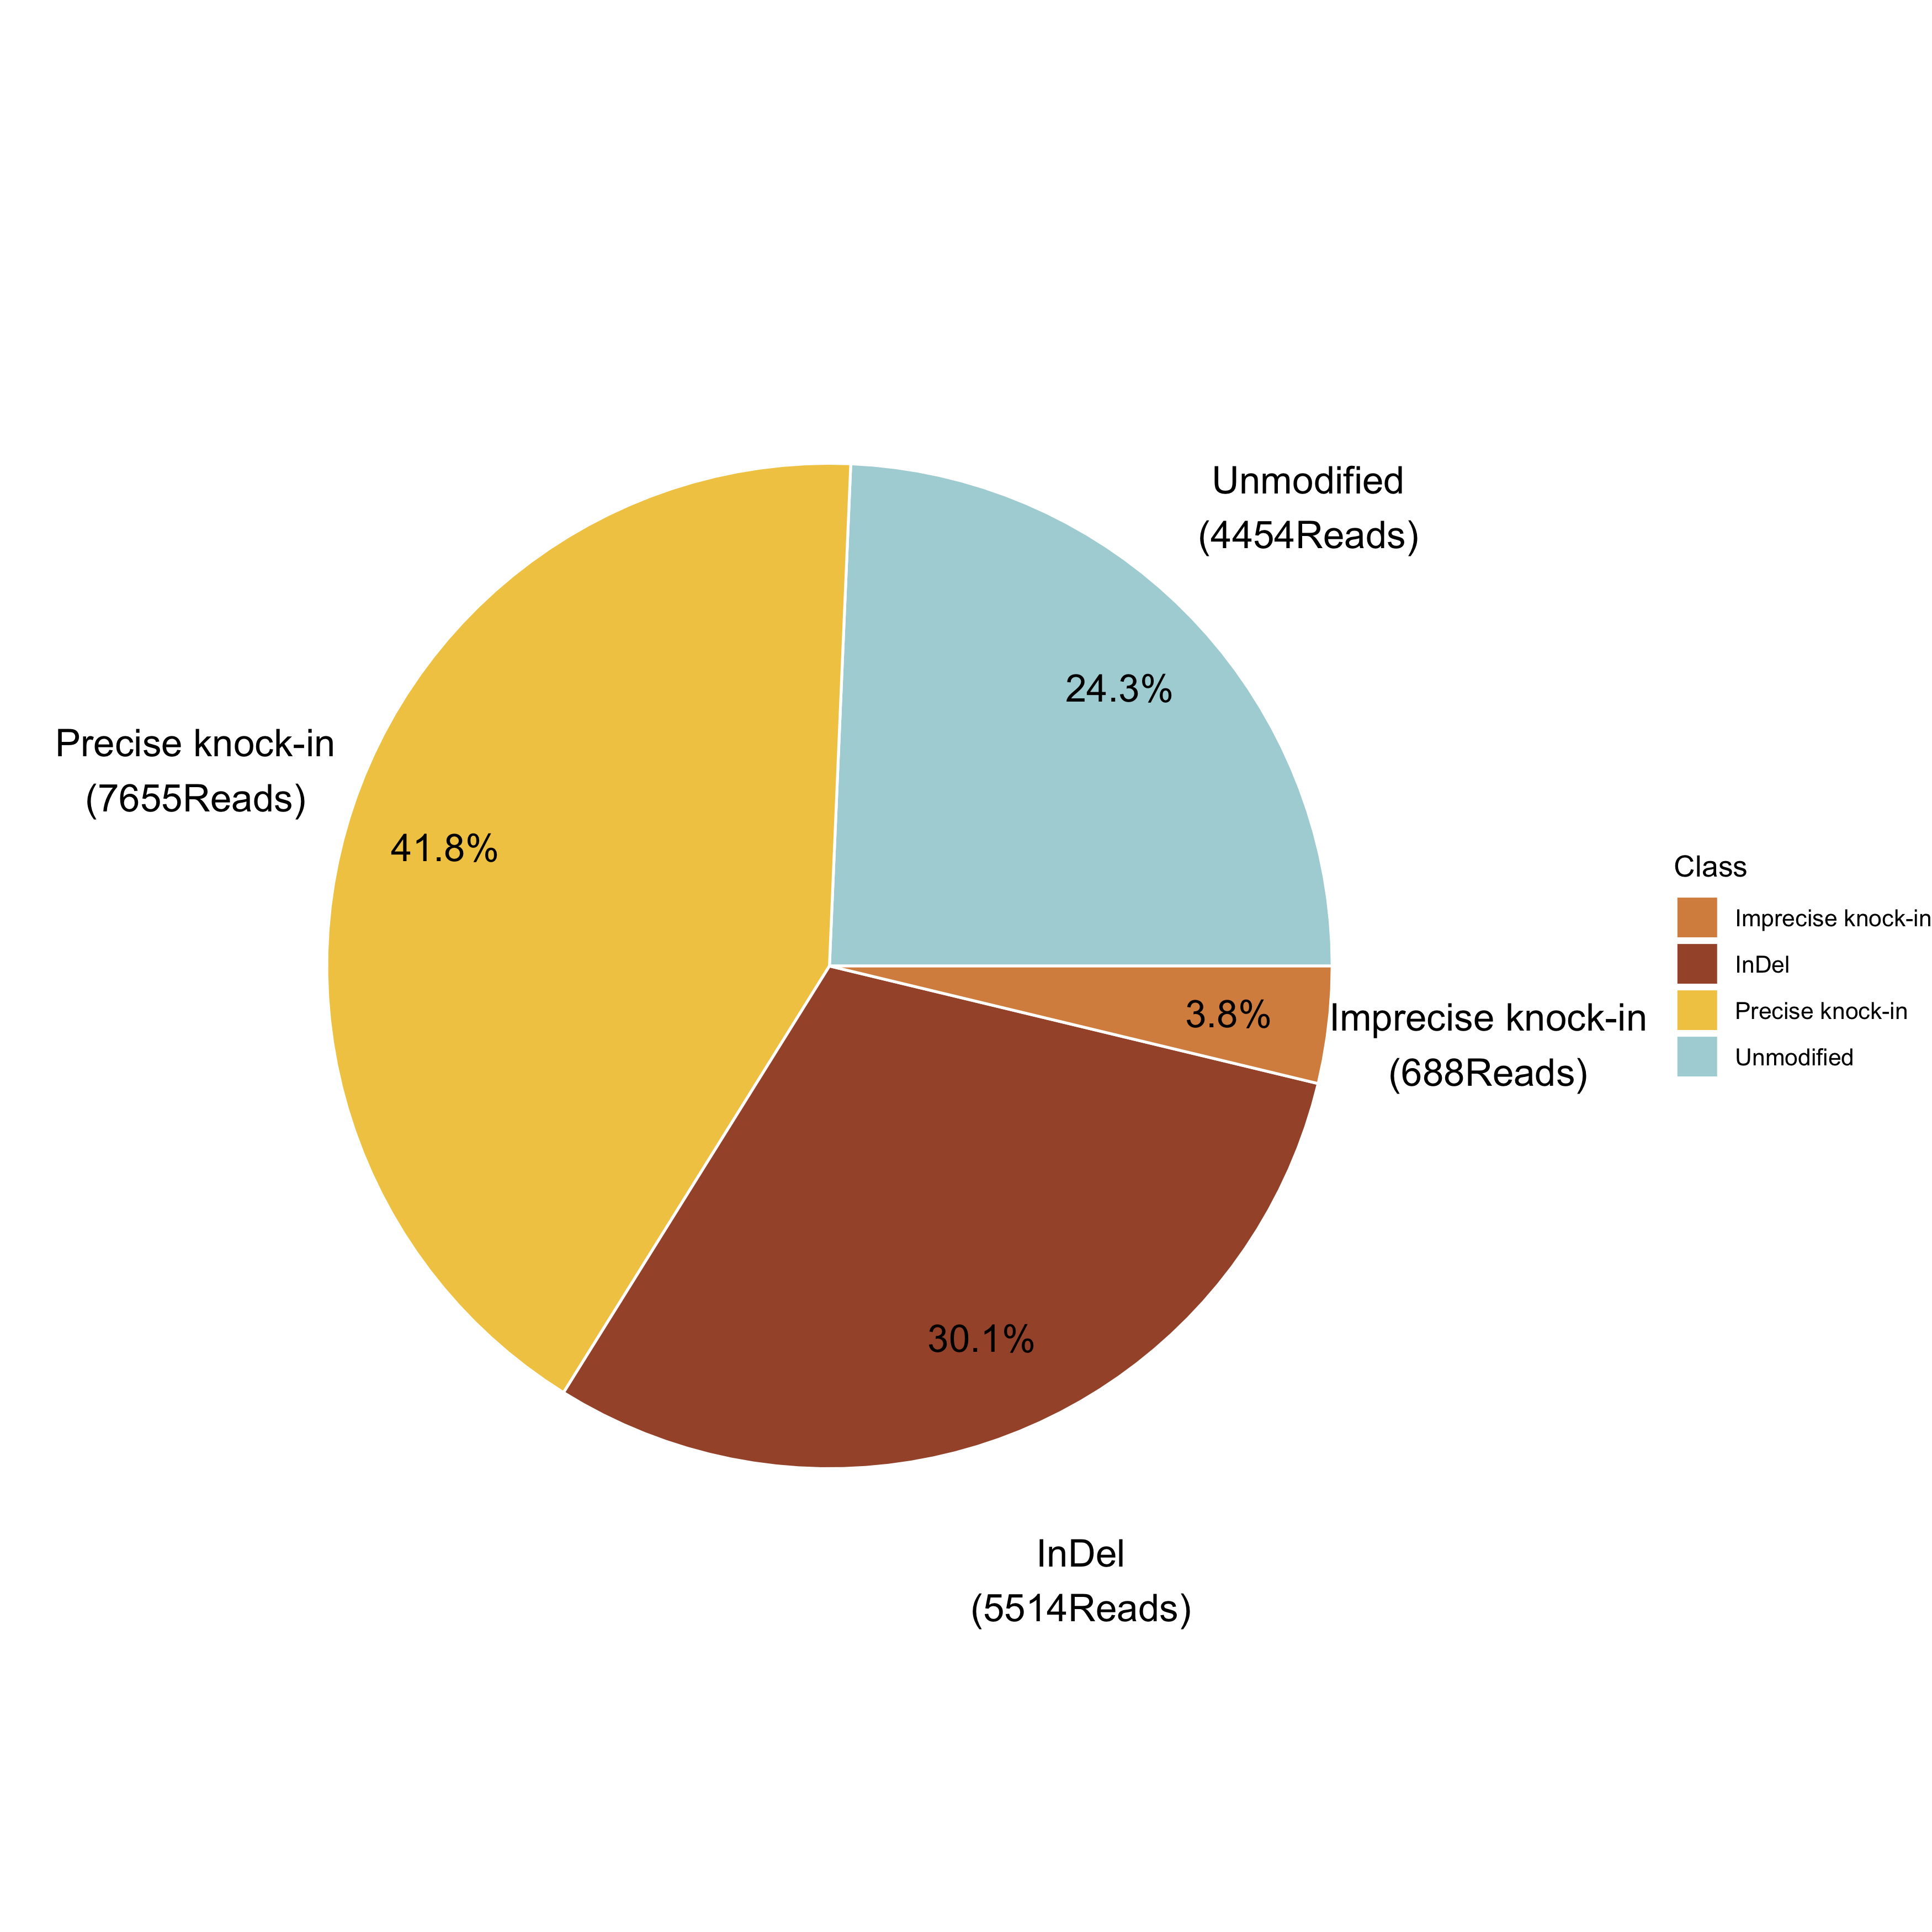 Unmodified
(4454Reads)
24.3%
Precise knock-in
(7655Reads)
41.8%
Class
Imprecise knock-in
InDel
Precise knock-in
Unmodified
3.8%
Imprecise knock-in
(688Reads)
30.1%
InDel
(5514Reads)